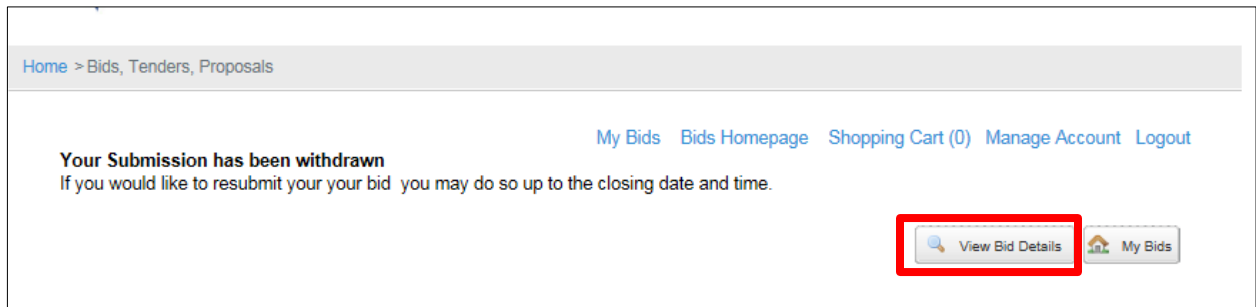 Home > Bids, Tenders, Proposals
My Bids Bids Homepage Shopping Cart (0) Manage Account Logout
Your Submission has been withdrawn
If you would like to resubmit your your bid you may do so up to the closing date and time.
View Bid Details My Bids